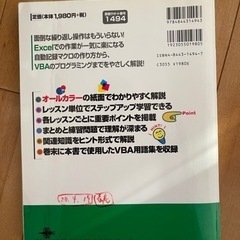 定価(本体1,980円+税)
1494
9784844314943
1923055019805
ISBN4-8443-1494-7
C3055 ¥1980E
面倒な繰り返し操作はもういらない!
Excelでの作業が一気に楽になる
自動記録マクロの作り方から、
VBAのプログラミングまでをやさしく解説!
●オールカラーの紙面でわかりやすく解説
●レッスン単位でステップアップ学習できる
●各レッスンごとに重要ポイントを掲載
Point
●まとめと練習問題で理解が深まる
●関連知識をヒント形式で解説
●巻末に本書で使用したVBA用語集を収録